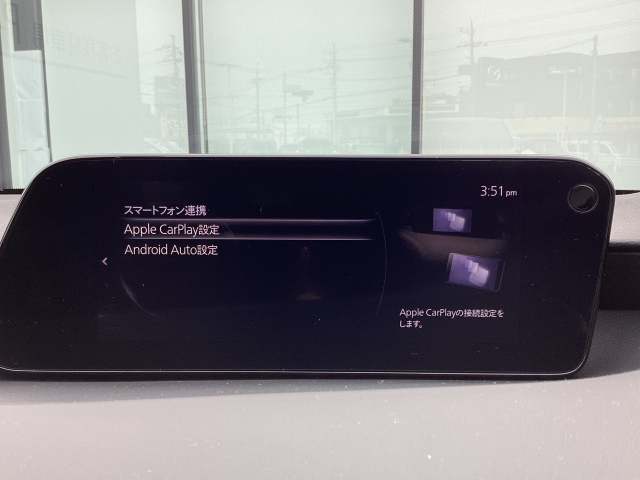 3:51 pm
スマートフォン連携
Apple CarPlay設定
Android Auto設定
Apple CarPlayの接続設定を
します。